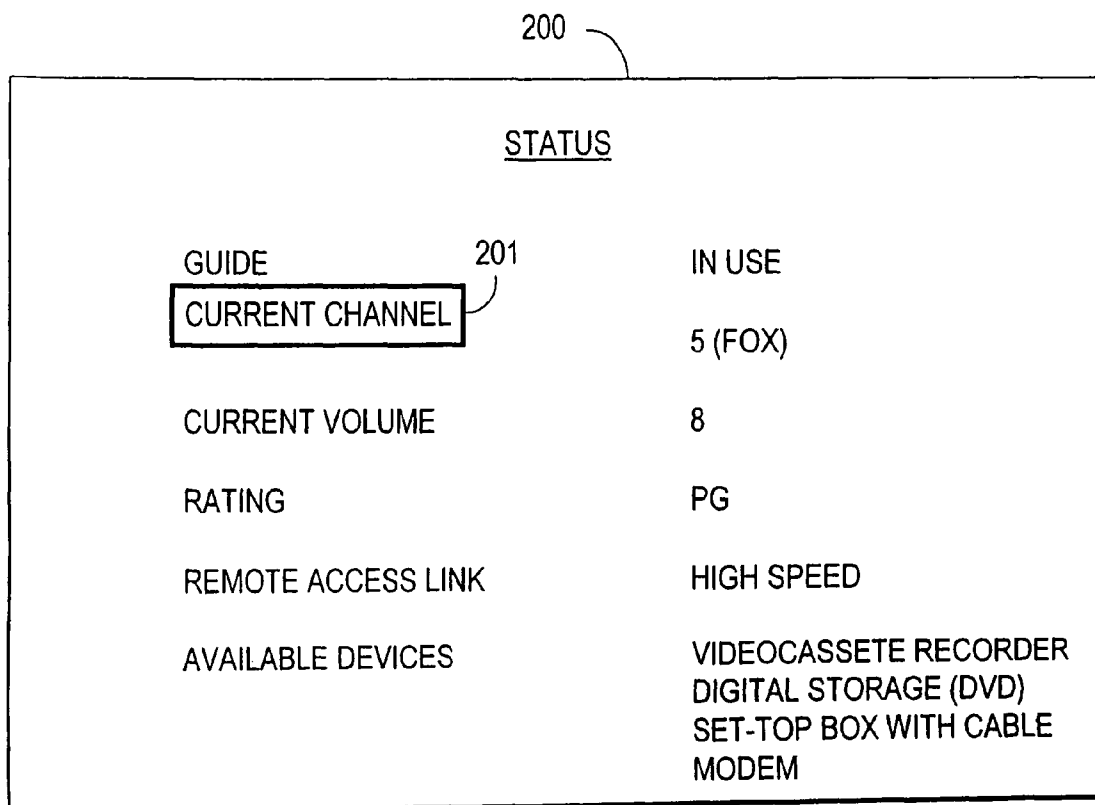 200
STATUS
GUIDE 201 IN USE
CURRENT CHANNEL
5 (FOX)
CURRENT VOLUME 8
RATING PG
REMOTE ACCESS LINK HIGH SPEED
AVAILABLE DEVICES VIDEOCASSETE RECORDER
DIGITAL STORAGE (DVD)
SET-TOP BOX WITH CABLE
MODEM